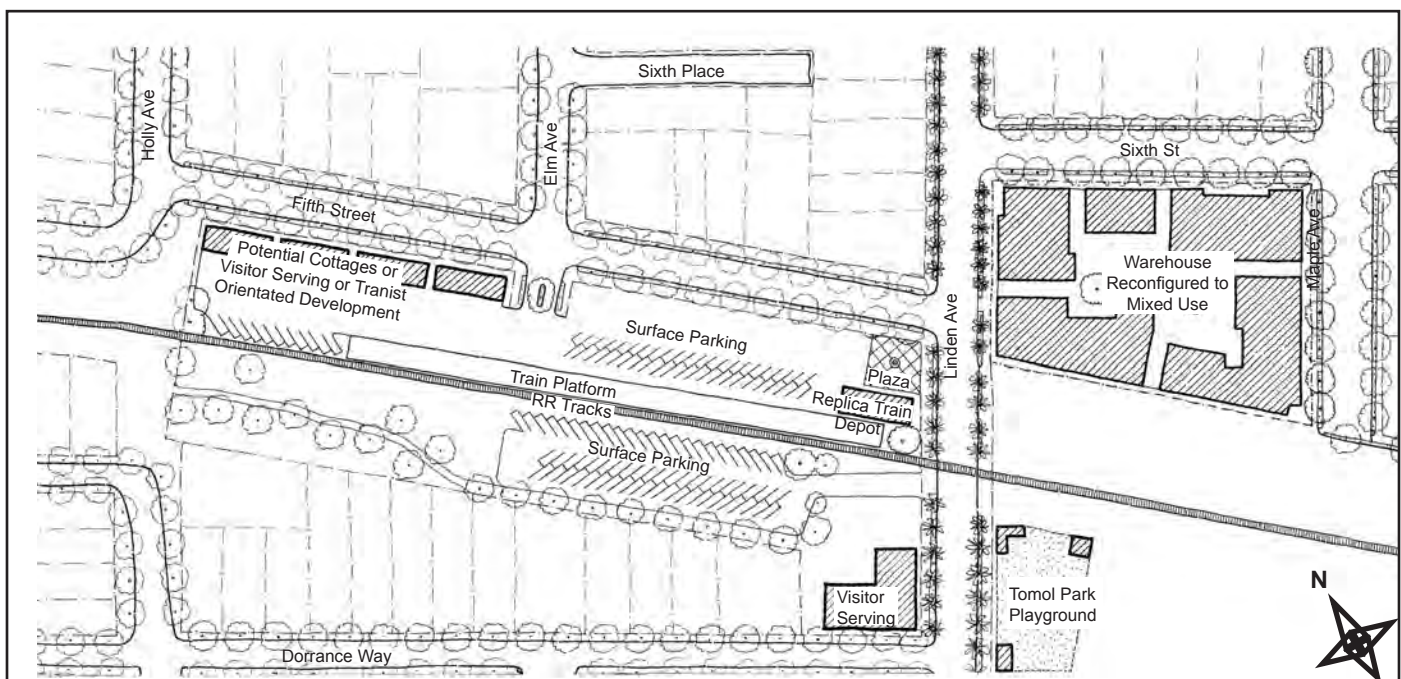 Sixth Place
Holly Ave
Elm Ave
Sixth St
Fifth Street
Potential Cottages or
Visitor Serving or Tranist
Orientated Development
Warehouse
Reconfigured to
Mixed Use
Maple Ave
Linden Ave
Surface Parking
Plaza
Train Platform
Replica Train
Depot
RR Tracks
Surface Parking
N
Visitor
Serving
Tomol Park
Playground
Dorrance Way